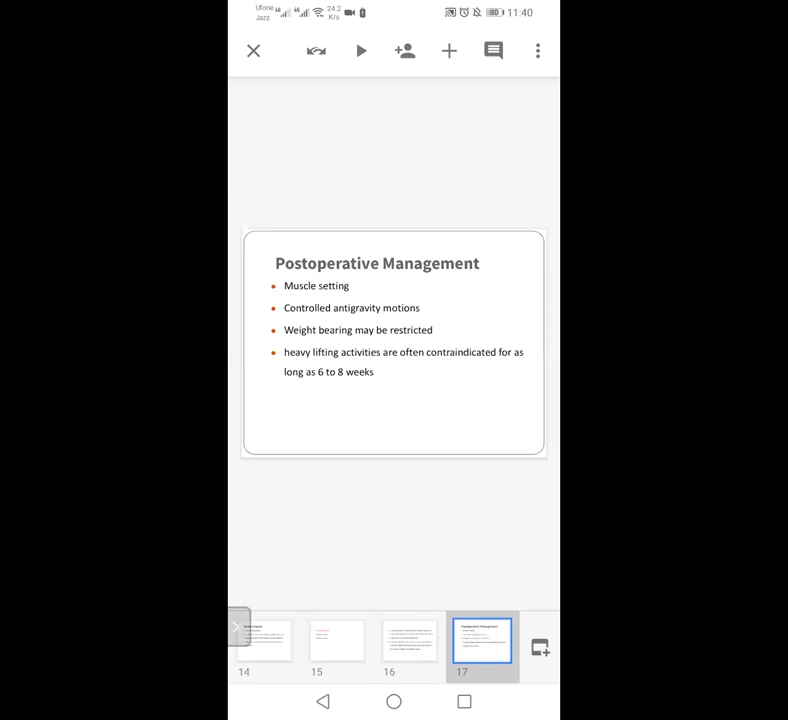 Ufone
Jazz
24.2
K/s
80
11:40
Postoperative Management
• Muscle setting
• Controlled antigravity motions
• Weight bearing may be restricted
• heavy lifting activities are often contraindicated for as
long as 6 to 8 weeks
14
15
16
17